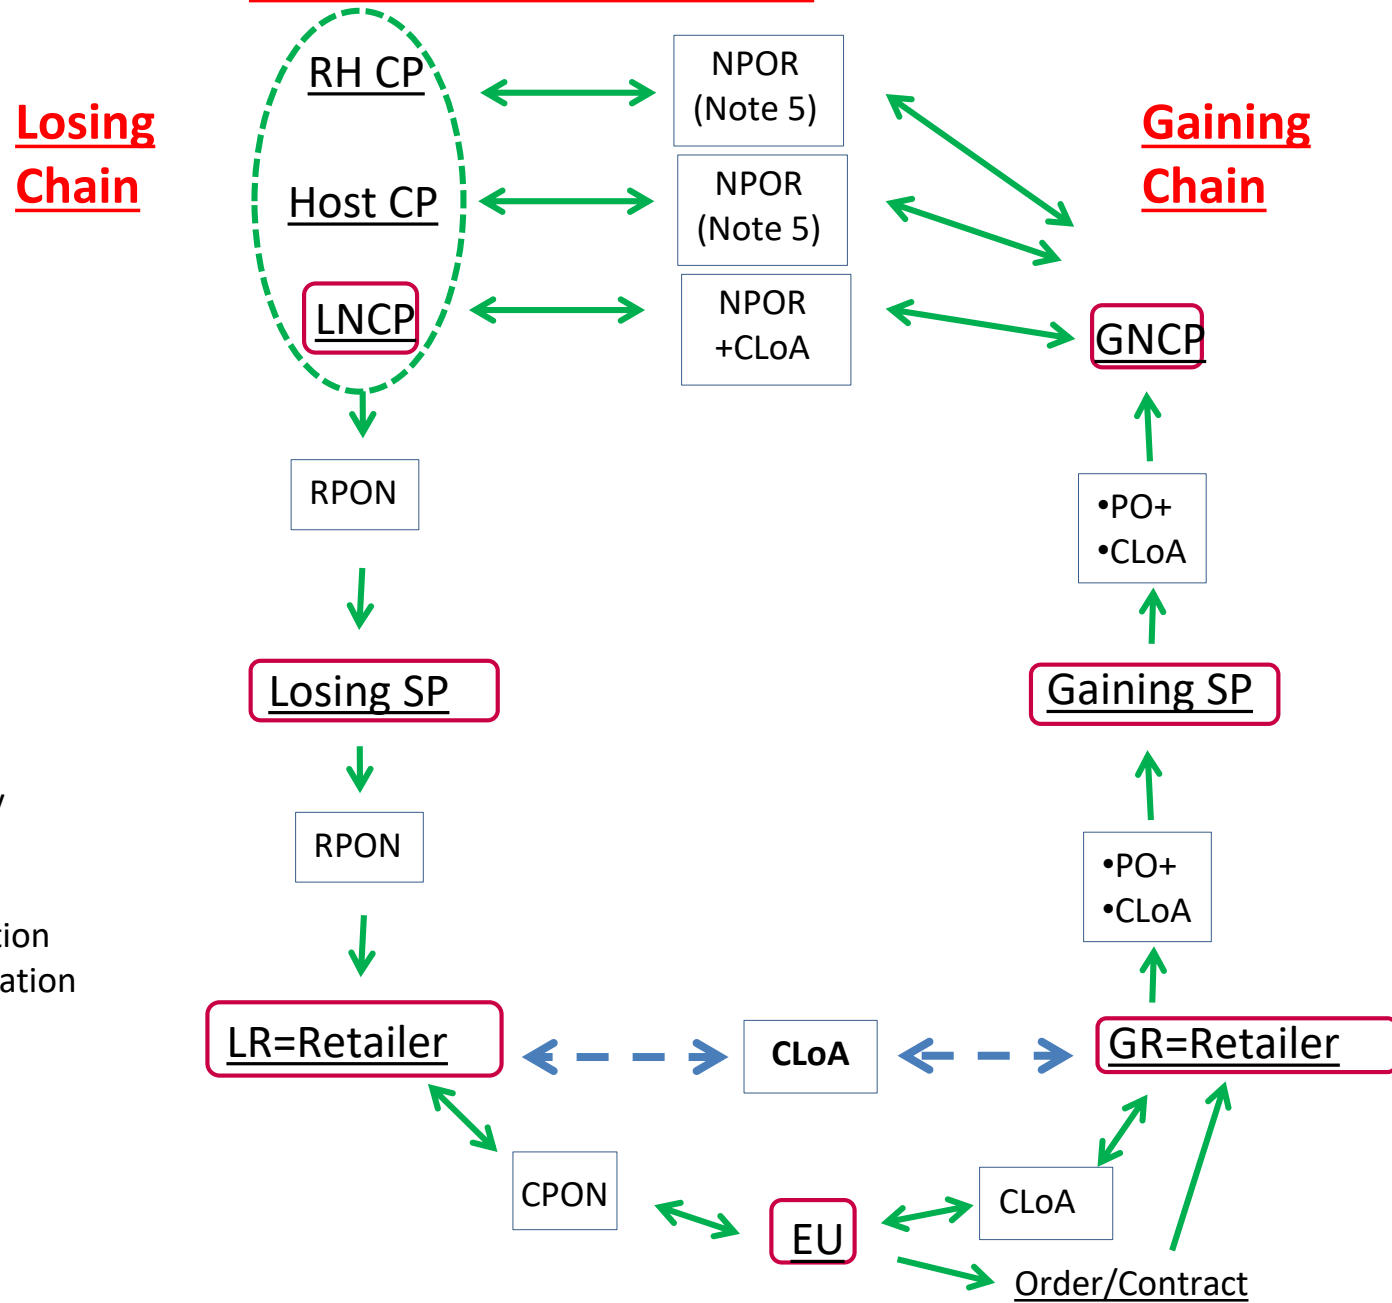 RH CP
NPOR
(Note 5)
Losing
Chain
Gaining
Chain
Host CP
NPOR
(Note 5)
LNCP
NPOR
+CLoA
GNCP
RPON
•PO+
•CLoA
Losing SP
Gaining SP
RPON
•PO+
•CLoA
LR=Retailer
CLoA
GR=Retailer
CPON
CLoA
EU
Order/Contract